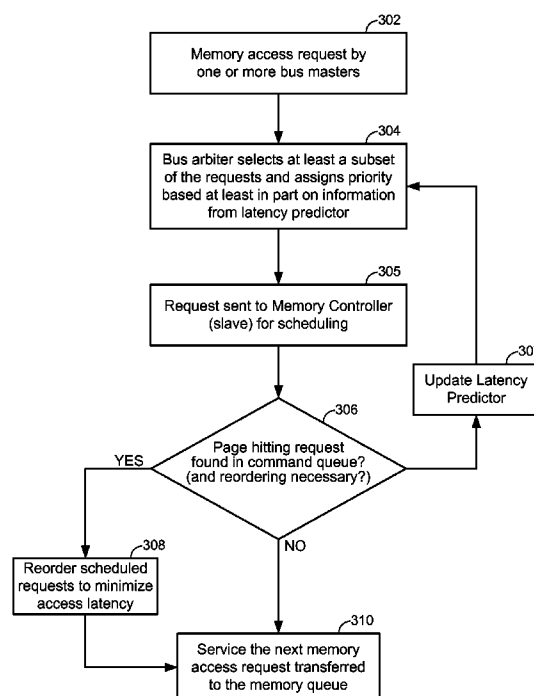 302
Memory access request by
one or more bus masters
304
Bus arbiter selects at least a subset
of the requests and assigns priority
based at least in part on information
from latency predictor
305
Request sent to Memory Controller
(slave) for scheduling
Update Latency
Predictor
306
Page hitting request
found in command queue?
(and reordering necessary?)
YES
NO
308
Reorder scheduled
requests to minimize
access latency
310
Service the next memory
access request transferred
to the memory queue